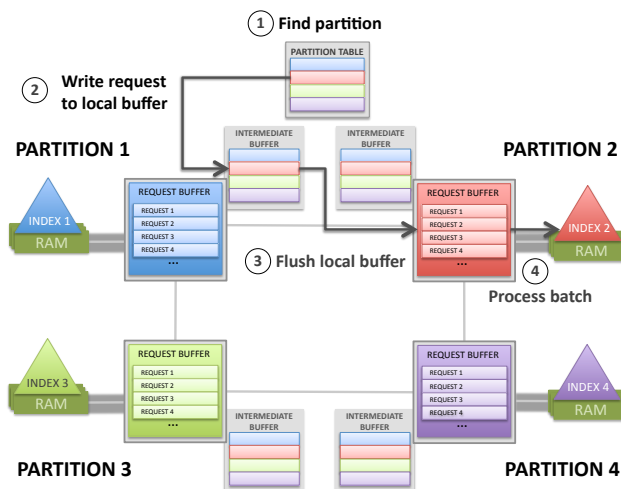 1 Find partition
PARTITION TABLE
2 Write request
to local buffer
INTERMEDIATE
BUFFER
INTERMEDIATE
BUFFER
PARTITION 1
PARTITION 2
REQUEST BUFFER
REQUEST 1
REQUEST 2
REQUEST 3
REQUEST 4
...
REQUEST BUFFER
REQUEST 1
REQUEST 2
REQUEST 3
REQUEST 4
...
INDEX 1
RAM
INDEX 2
RAM
3 Flush local buffer
4
Process batch
REQUEST BUFFER
REQUEST 1
REQUEST 2
REQUEST 3
REQUEST 4
...
REQUEST BUFFER
REQUEST 1
REQUEST 2
REQUEST 3
REQUEST 4
...
INDEX 3
RAM
INDEX 4
RAM
INTERMEDIATE
BUFFER
INTERMEDIATE
BUFFER
PARTITION 3
PARTITION 4